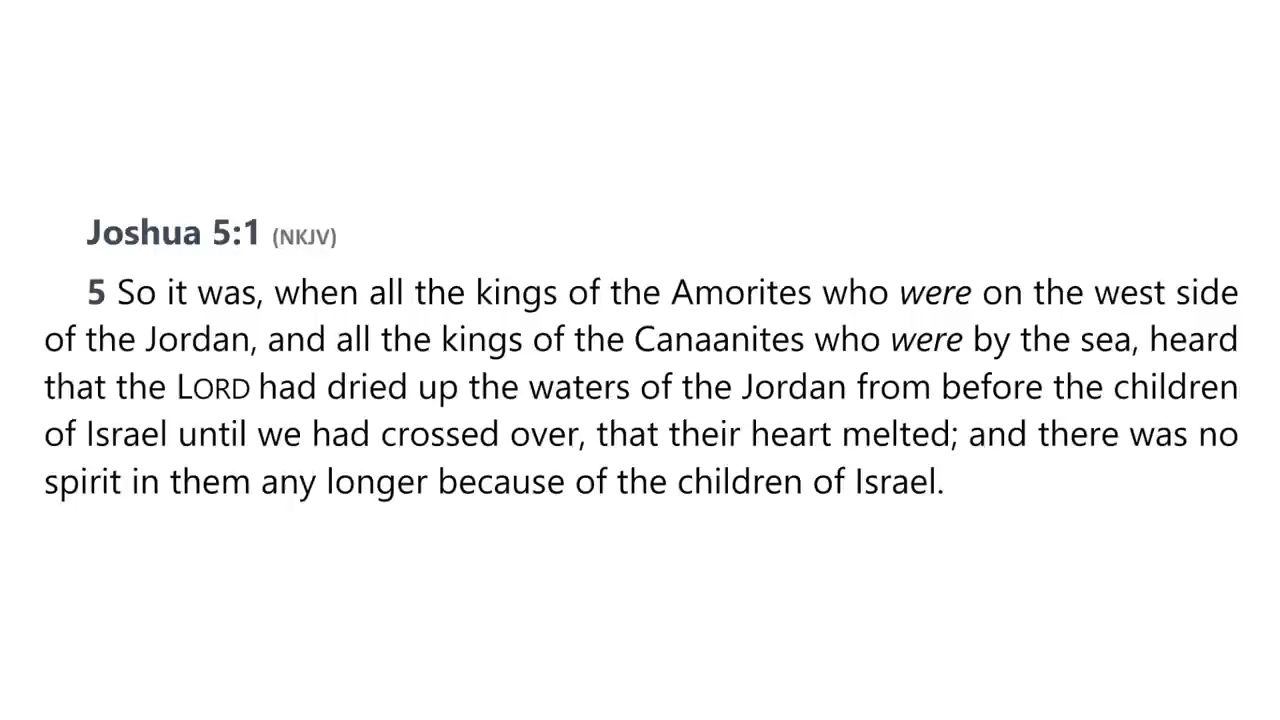 Joshua 5:1 (NKJV)
5 So it was, when all the kings of the Amorites who were on the west side
of the Jordan, and all the kings of the Canaanites who were by the sea, heard
that the LORD had dried up the waters of the Jordan from before the children
of Israel until we had crossed over, that their heart melted; and there was no
spirit in them any longer because of the children of Israel.